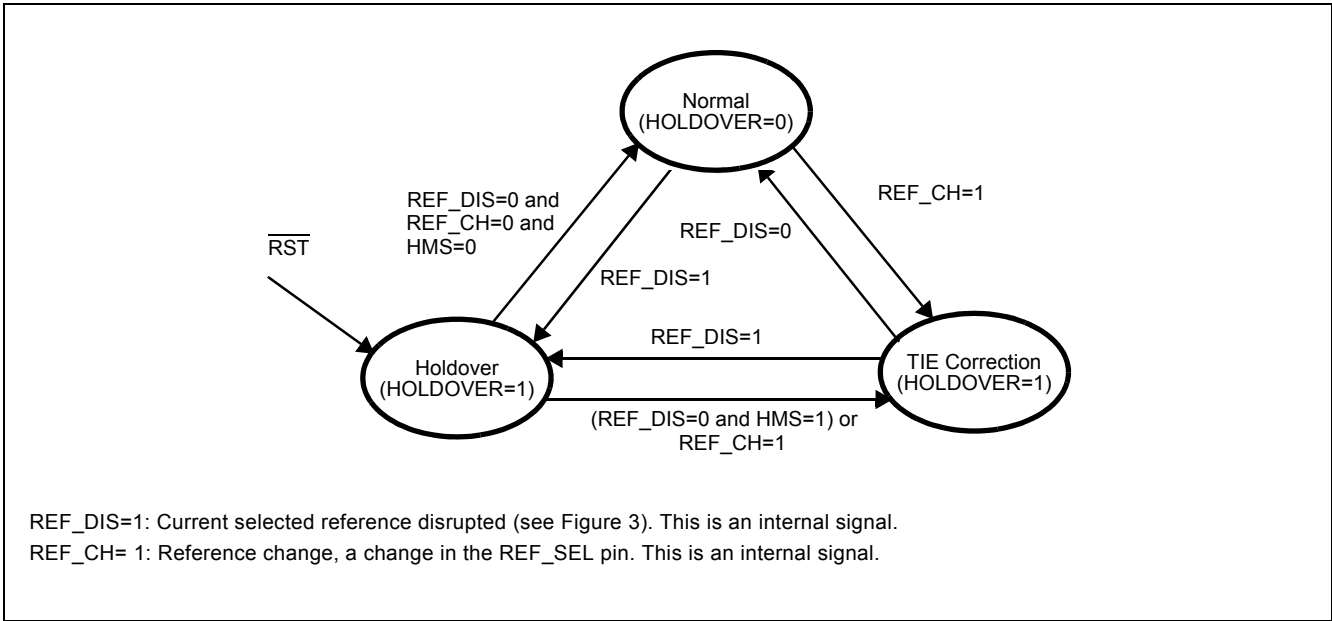 Normal
(HOLDOVER=0)
REF_DIS=0 and
REF_CH=0 and
HMS=0
REF_CH=1
REF_DIS=0
RST
REF_DIS=1
REF_DIS=1
Holdover
(HOLDOVER=1)
TIE Correction
(HOLDOVER=1)
(REF_DIS=0 and HMS=1) or
REF_CH=1
REF_DIS=1: Current selected reference disrupted (see Figure 3). This is an internal signal.
REF_CH= 1: Reference change, a change in the REF_SEL pin. This is an internal signal.